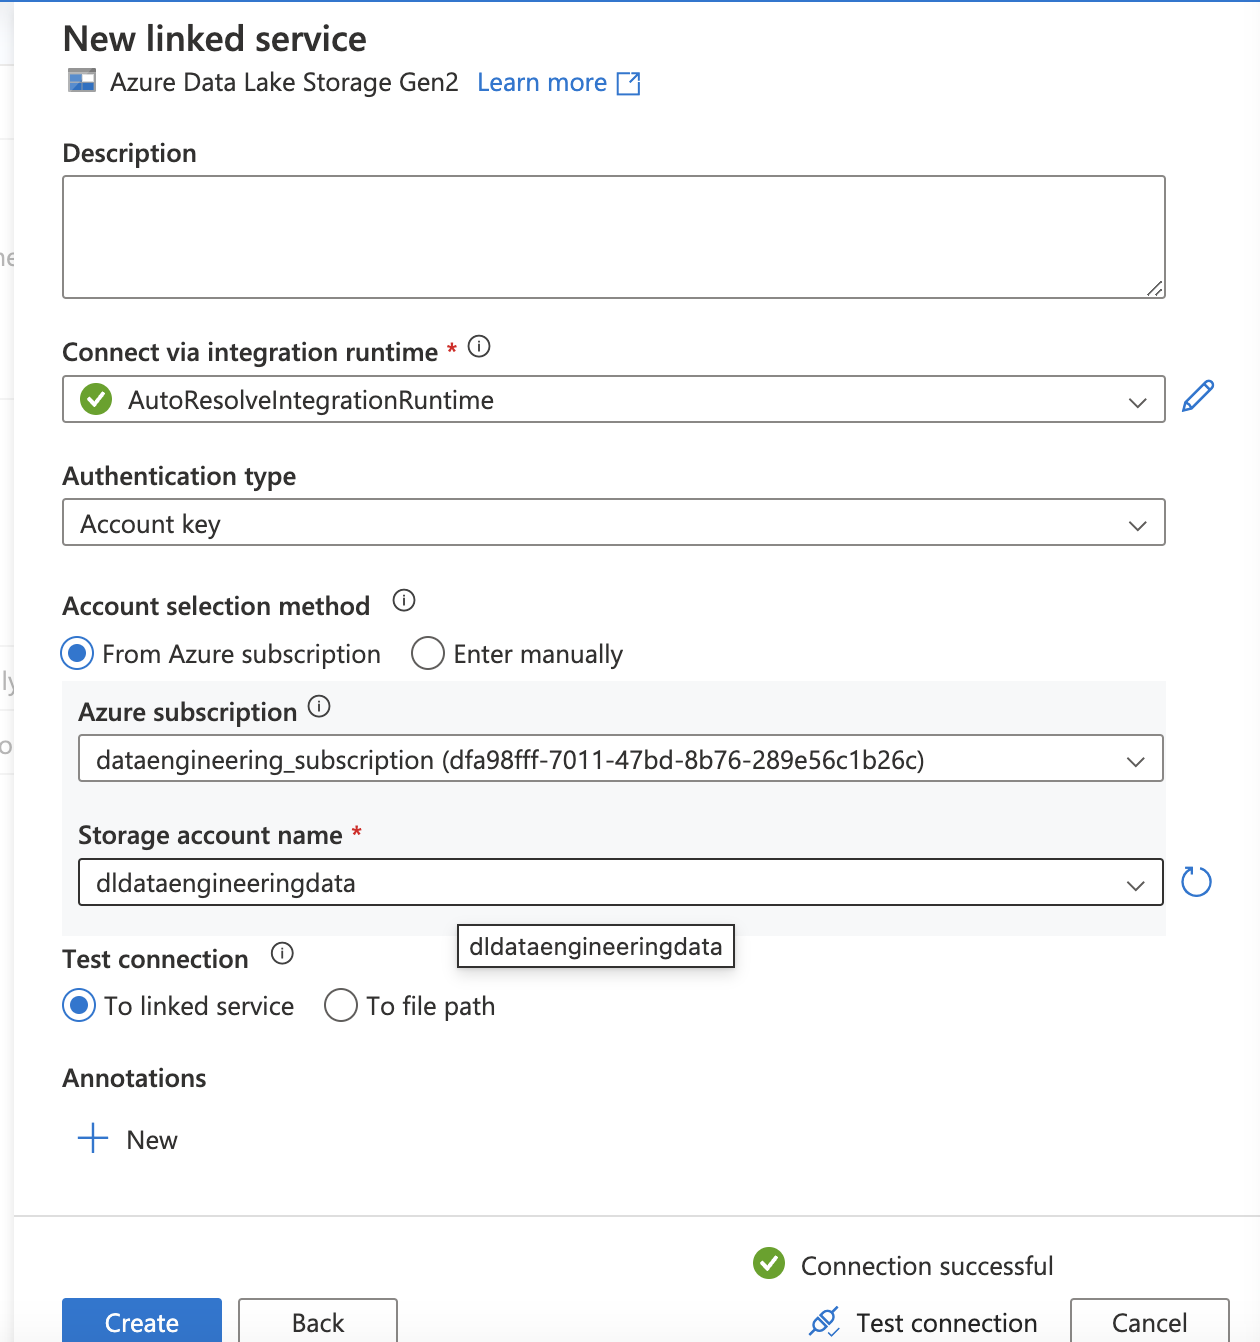 New linked service
Azure Data Lake Storage Gen2 Learn more
Description
Connect via integration runtime *
AutoResolveIntegrationRuntime
Authentication type
Account key
Account selection method
From Azure subscription Enter manually
Azure subscription
dataengineering_subscription (dfa98fff-7011-47bd-8b76-289e56c1b26c)
Storage account name *
dldataengineeringdata
dldataengineeringdata
Test connection
To linked service To file path
Annotations
New
Connection successful
Create Back Test connection Cancel